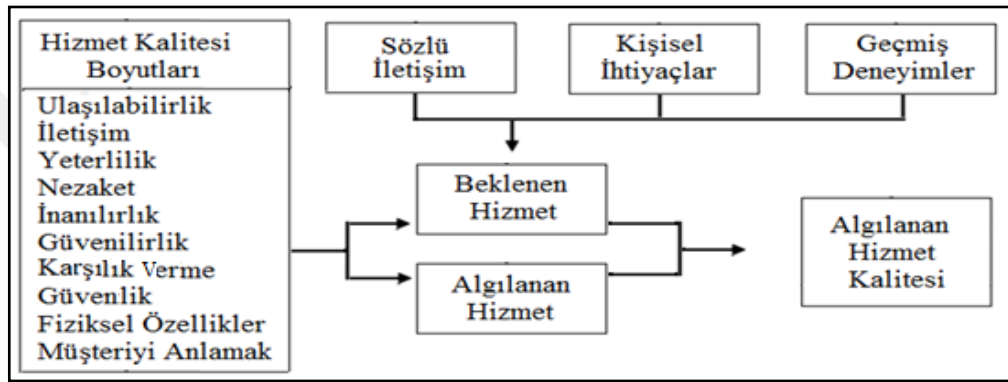 Hizmet Kalitesi
Boyutları
Ulaşılabilirlik
İletişim
Yeterlilik
Nezaket
İnanılırlık
Güvenilirlik
Karşılık Verme
Güvenlik
Fiziksel Özellikler
Müşteriyi Anlamak
Sözlü
İletişim
Kişisel
İhtiyaçlar
Geçmiş
Deneyimler
Beklenen
Hizmet
Algılanan
Hizmet
Algılanan
Hizmet
Kalitesi